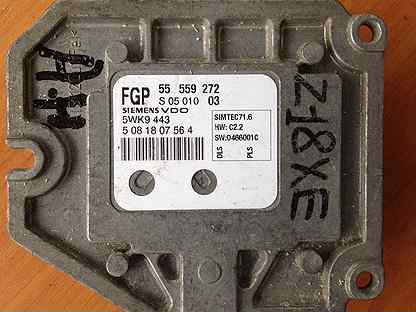 A.H
FGP 55 559 272
S 05 010 03
SIEMENS VDO
5WK9 443
5 08 18 07 56 4
SIMTEC71.6
HW: C2.2
SW:0466001C
DLS
PLS
Z18XE